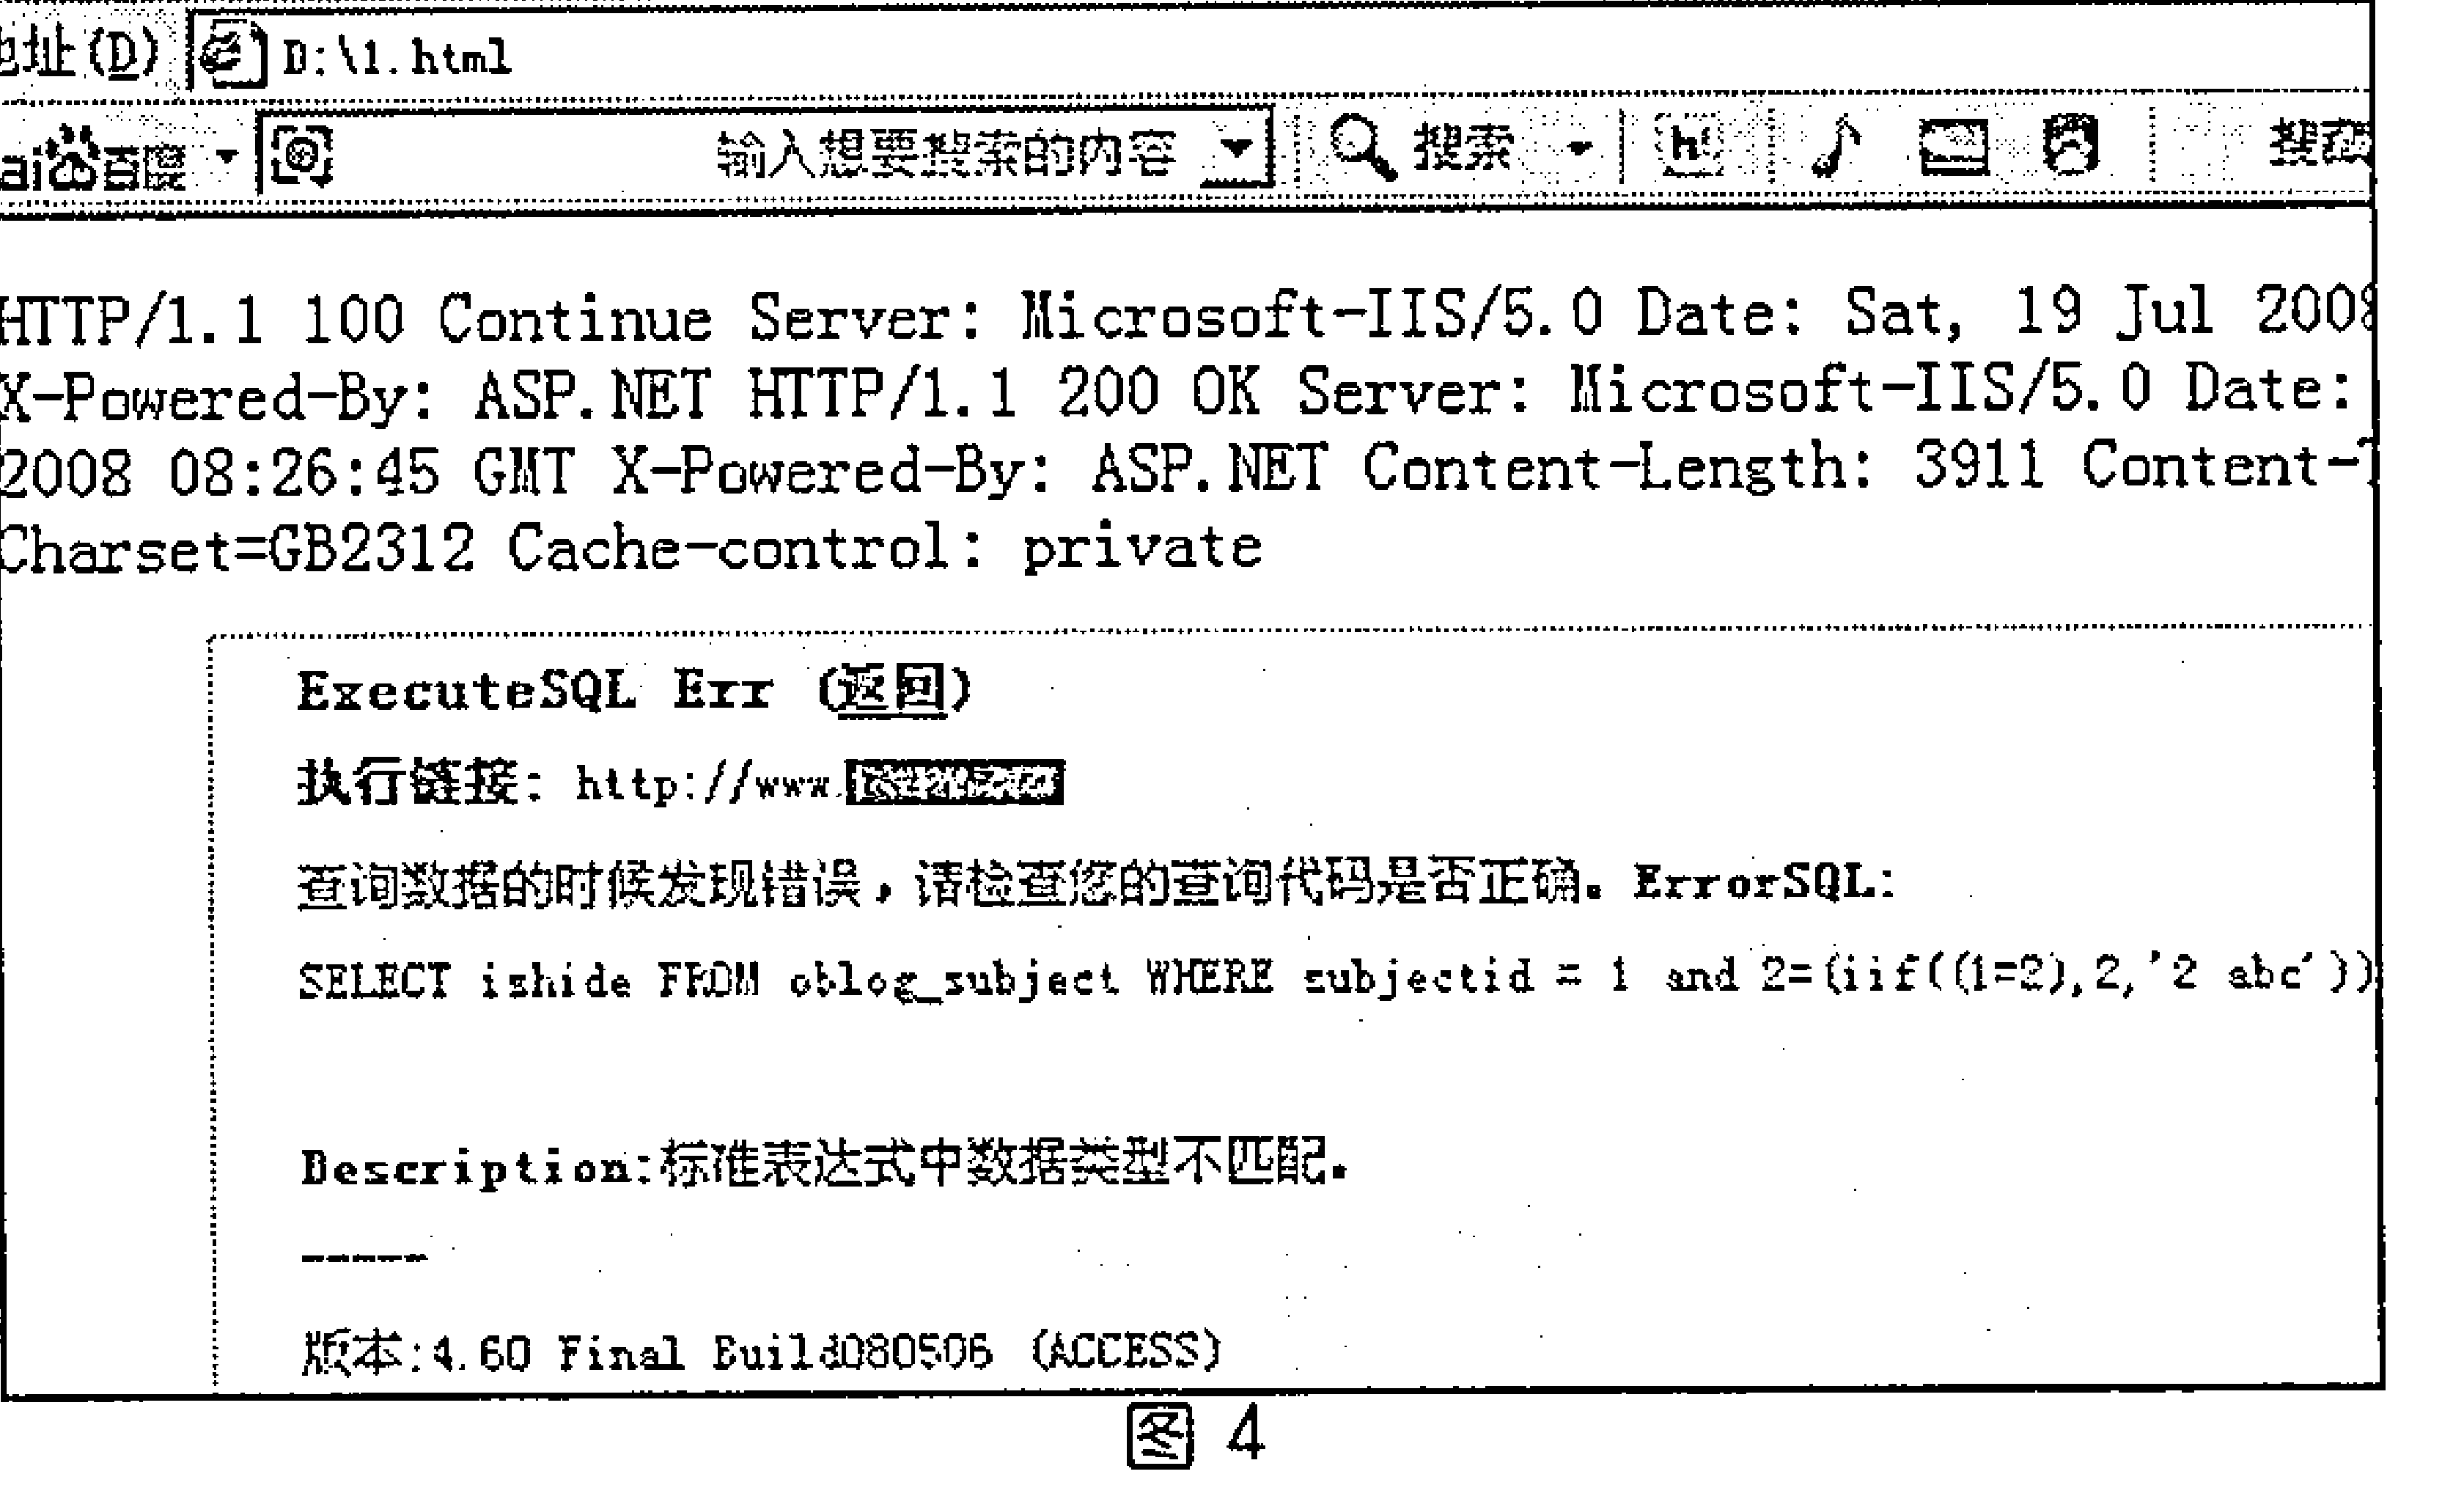 址(D) D:\1.html
ai 百度 输入想要搜索的内容 搜索 搜藏
HTTP/1.1 100 Continue Server: Microsoft-IIS/5.0 Date: Sat, 19 Jul 2008
X-Powered-By: ASP.NET HTTP/1.1 200 OK Server: Microsoft-IIS/5.0 Date:
2008 08:26:45 GMT X-Powered-By: ASP.NET Content-Length: 3911 Content-T
Charset=GB2312 Cache-control: private
ExecuteSQL Err (返回)
执行链接: http://www.
查询数据的时候发现错误，请检查您的查询代码是否正确。ErrorSQL:
SELECT ishide FROM oblog_subject WHERE subjectid = 1 and 2=(iif((1=2),2,'2 abc'))
Description:标准表达式中数据类型不匹配。
-----
版本:4.60 Final Build080506 (ACCESS)
图 4